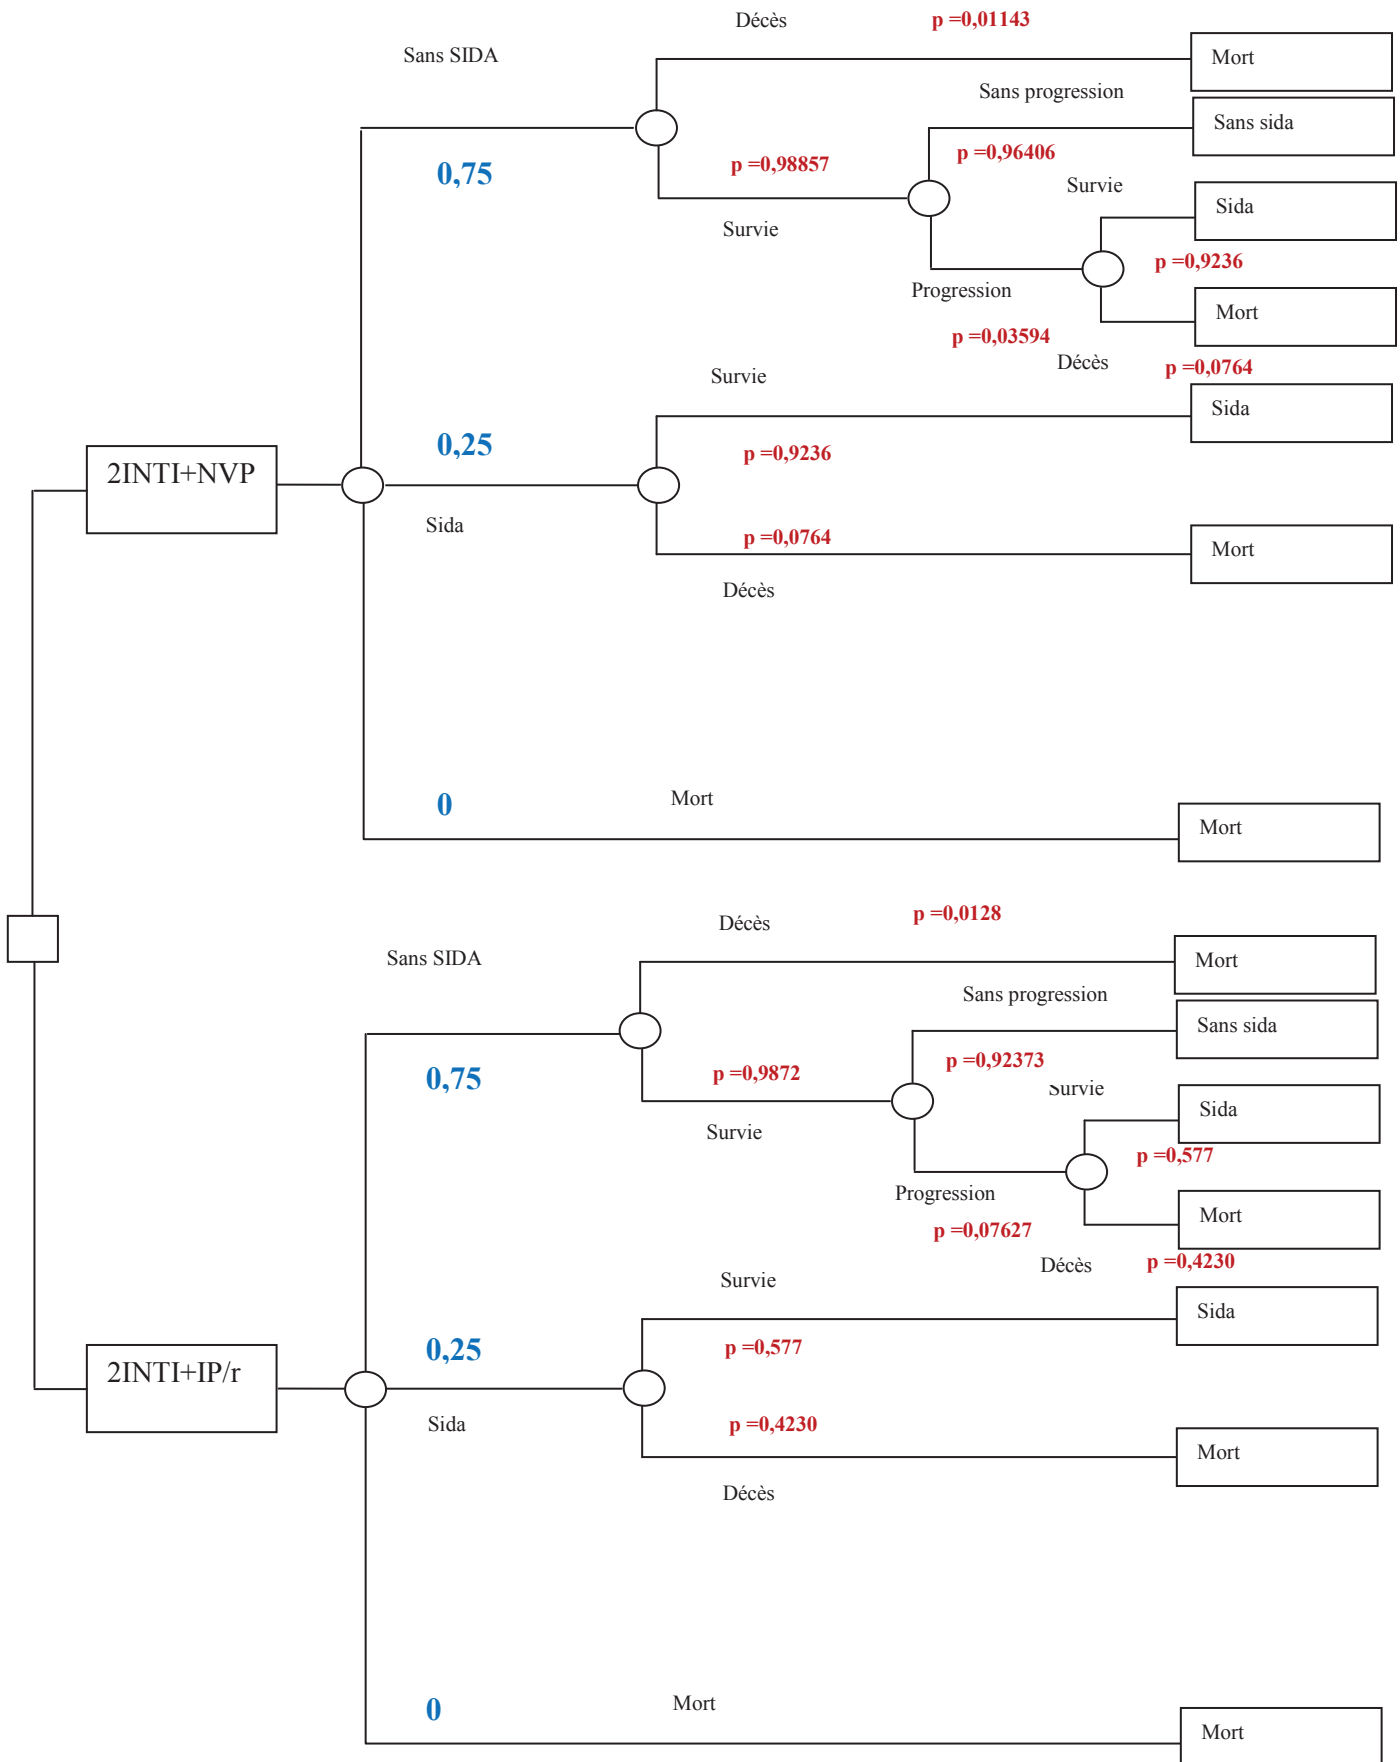 Décès p =0,01143
Sans SIDA
Mort
Sans progression
Sans sida
p =0,96406
0,75
p =0,98857
Survie
Sida
Survie
p =0,9236
Progression
Mort
p =0,03594
Décès p =0,0764
Survie
Sida
0,25
p =0,9236
2INTI+NVP
Sida
p =0,0764
Mort
Décès
0
Mort
Mort
Décès p =0,0128
Sans SIDA
Mort
Sans progression
Sans sida
p =0,92373
0,75
p =0,9872
Survie
Sida
Survie
p =0,577
Progression
Mort
p =0,07627
Décès p =0,4230
Survie
Sida
0,25
p =0,577
2INTI+IP/r
Sida
p =0,4230
Mort
Décès
0
Mort
Mort